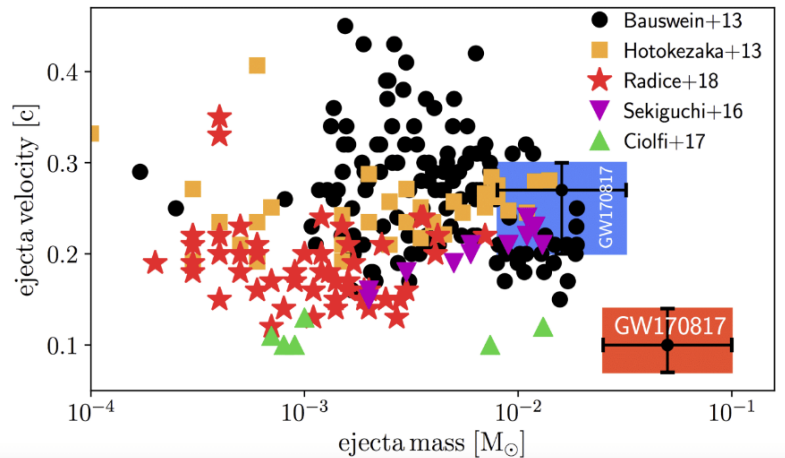 Bauswein+13
Hotokezaka+13
Radice+18
Sekiguchi+16
Ciolfi+17
ejecta velocity [c]
0.4
0.3
0.2
0.1
GW170817
GW170817
10⁻⁴
10⁻³
10⁻²
10⁻¹
ejecta mass [M⊙]